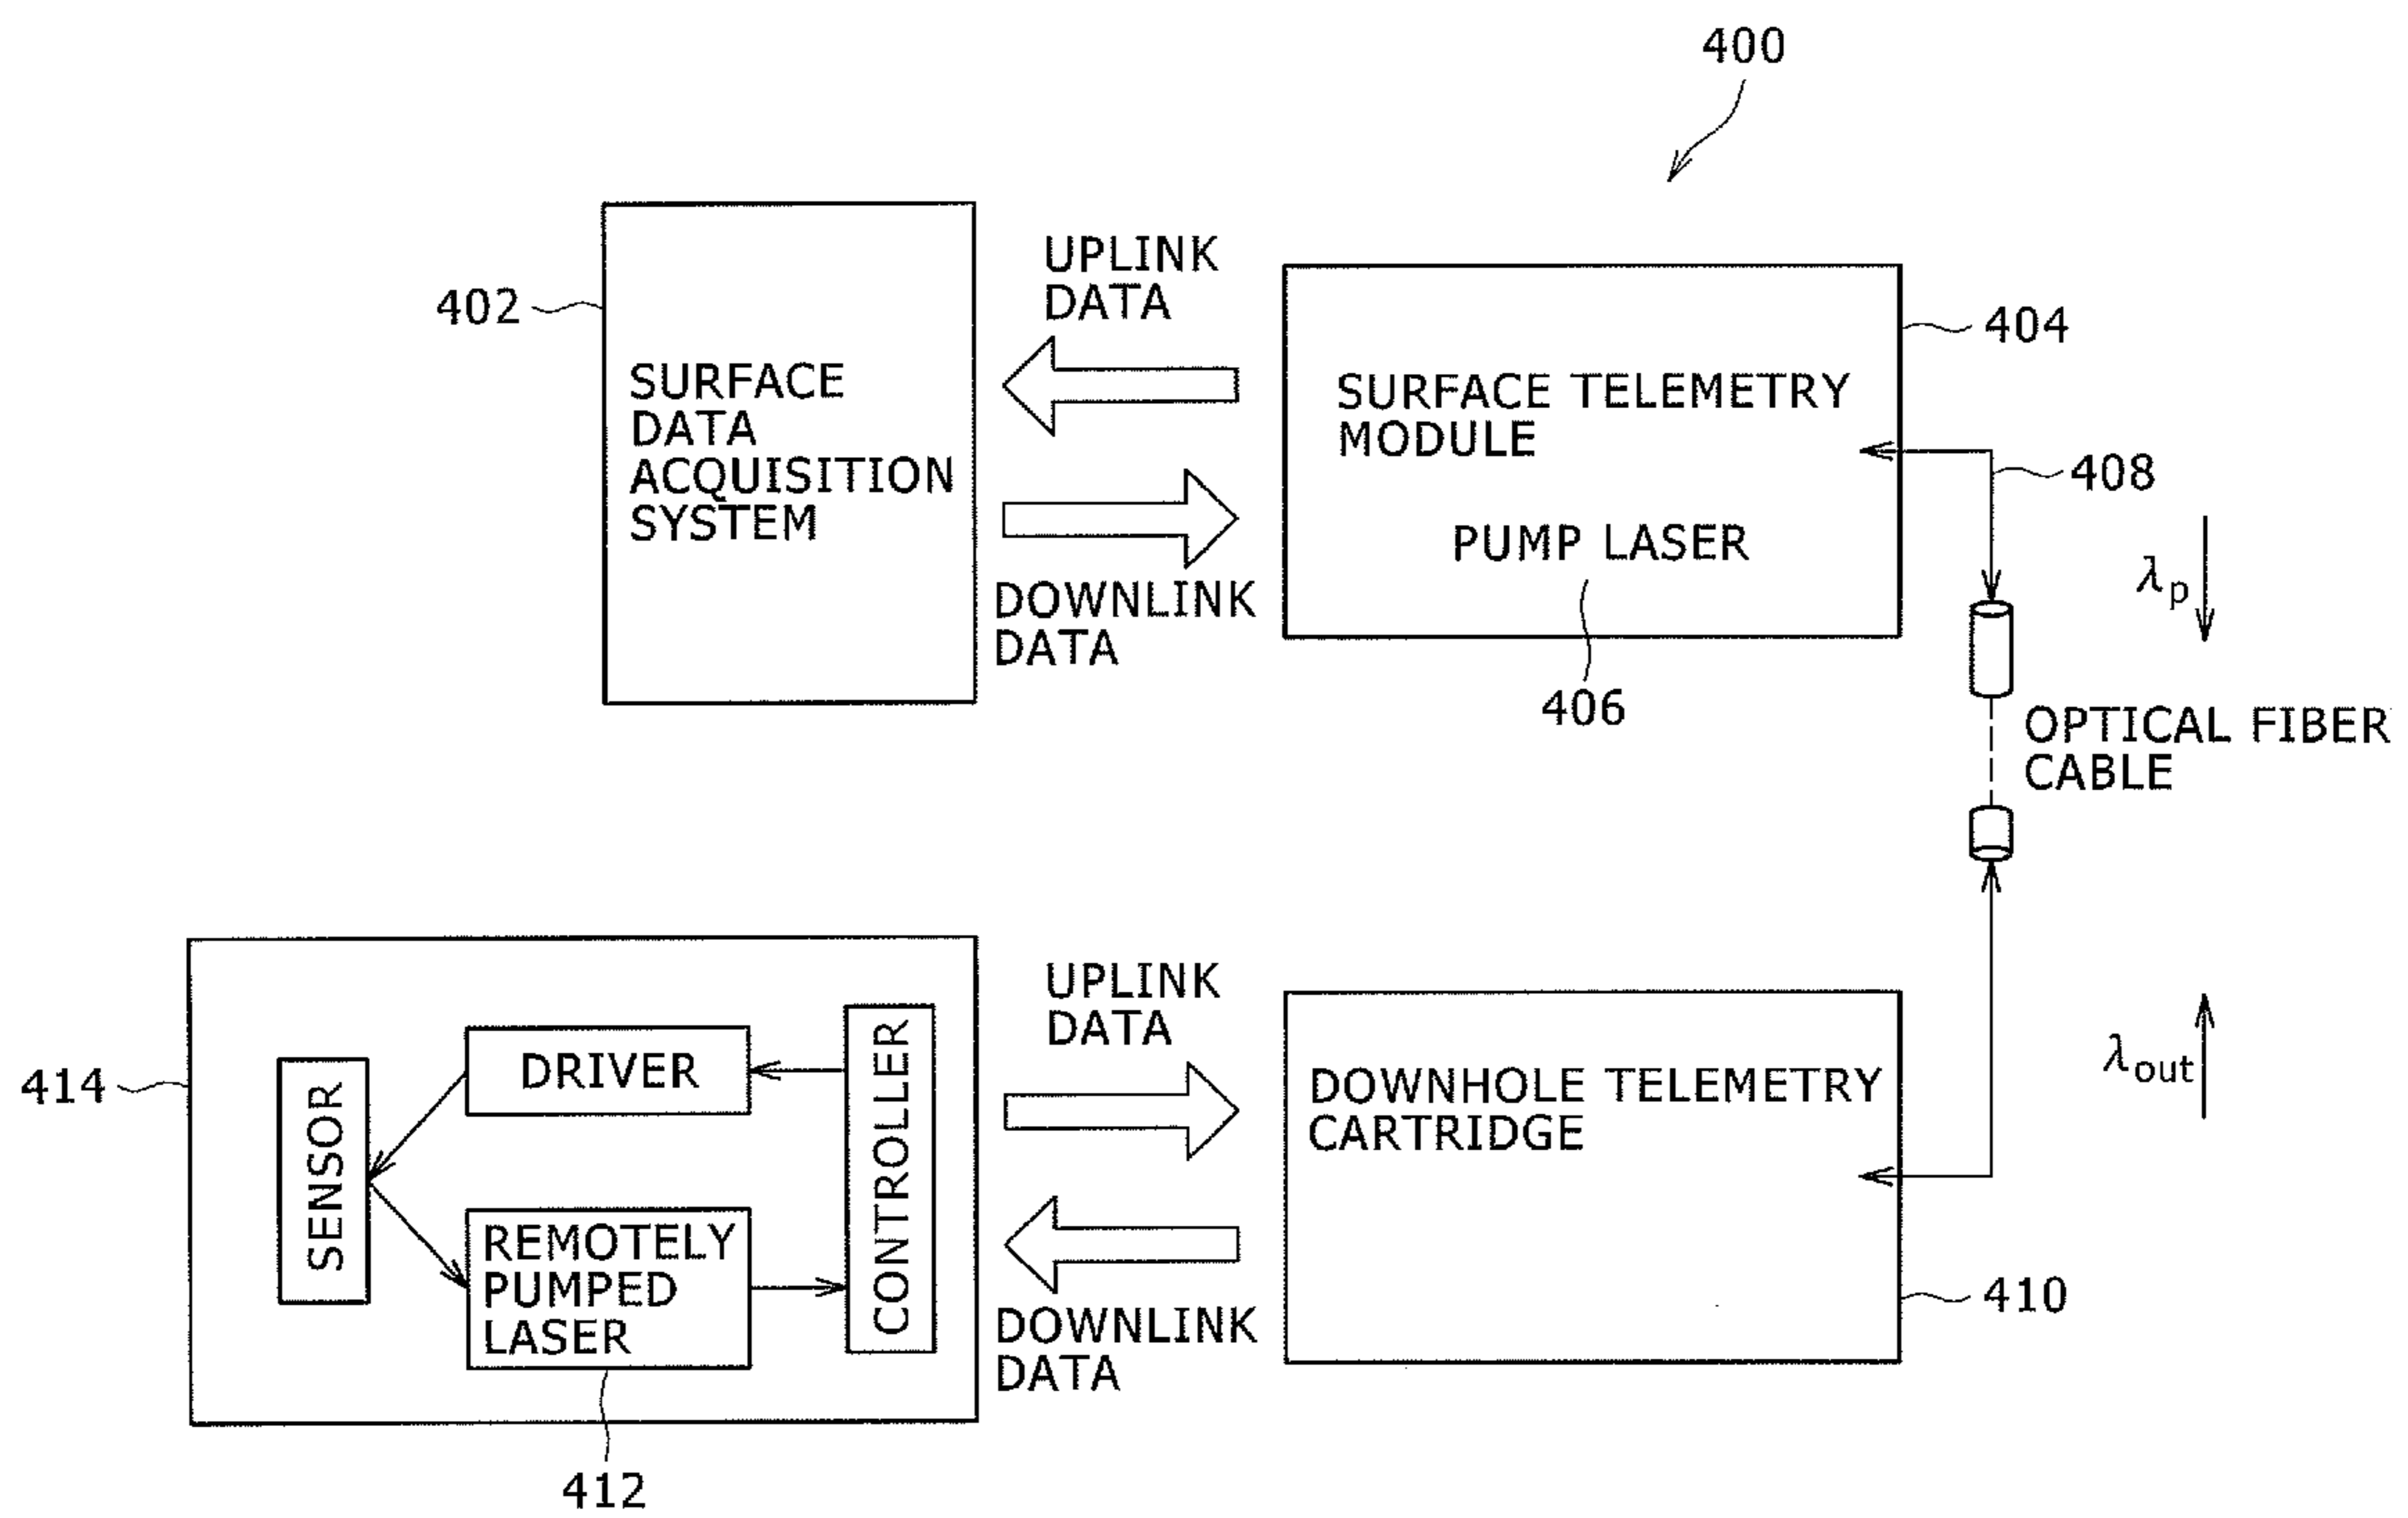 400
UPLINK
DATA
402
404
SURFACE
DATA
ACQUISITION
SYSTEM
SURFACE TELEMETRY
MODULE
408
PUMP LASER
λp
DOWNLINK
DATA
406
OPTICAL FIBER
CABLE
UPLINK
DATA
414
SENSOR
DRIVER
CONTROLLER
DOWNHOLE TELEMETRY
CARTRIDGE
λout
REMOTELY
PUMPED
LASER
410
DOWNLINK
DATA
412